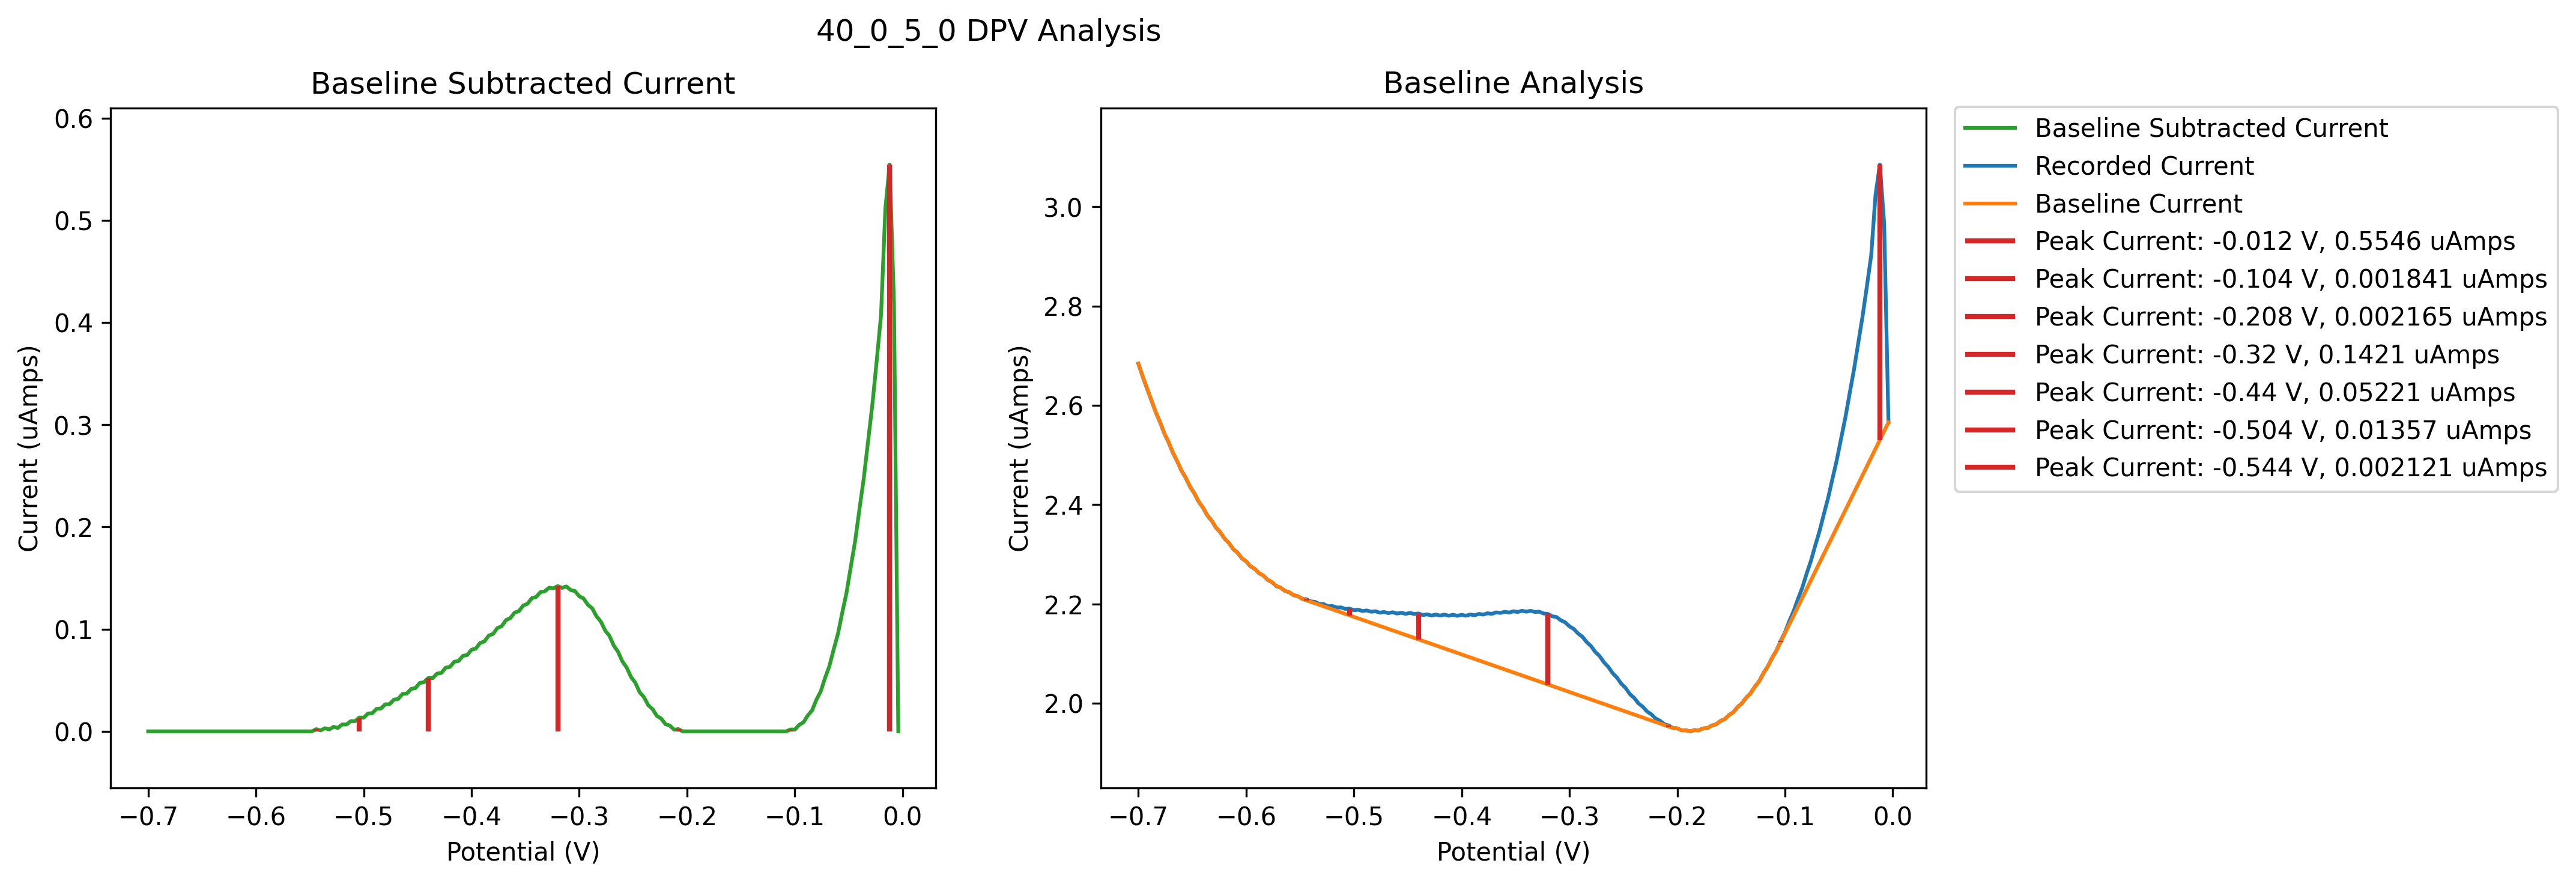 40_0_5_0 DPV Analysis
Baseline Subtracted Current
Current (uAmps)
0.6
0.5
0.4
0.3
0.2
0.1
0.0
−0.7 −0.6 −0.5 −0.4 −0.3 −0.2 −0.1 0.0
Potential (V)
Baseline Analysis
Current (uAmps)
3.0
2.8
2.6
2.4
2.2
2.0
−0.7 −0.6 −0.5 −0.4 −0.3 −0.2 −0.1 0.0
Potential (V)
Baseline Subtracted Current
Recorded Current
Baseline Current
Peak Current: -0.012 V, 0.5546 uAmps
Peak Current: -0.104 V, 0.001841 uAmps
Peak Current: -0.208 V, 0.002165 uAmps
Peak Current: -0.32 V, 0.1421 uAmps
Peak Current: -0.44 V, 0.05221 uAmps
Peak Current: -0.504 V, 0.01357 uAmps
Peak Current: -0.544 V, 0.002121 uAmps